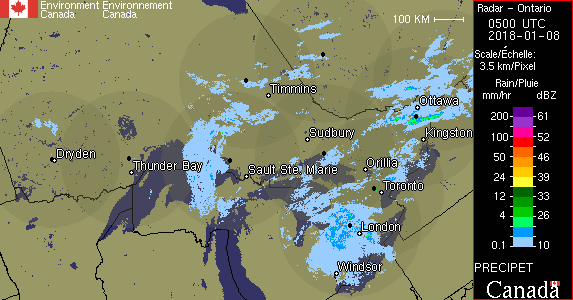 Environment Environnement
Canada Canada
100 KM
Timmins
Ottawa
Sudbury
Kingston
Dryden
Thunder Bay
Sault Ste. Marie
Orillia
Toronto
London
Windsor
Radar - Ontario
0500 UTC
2018-01-08
Scale/Échelle:
3.5 km/Pixel
Rain/Pluie
mm/hr dBZ
200 61
100 52
50 46
24 39
12 33
4 26
0.1 10
PRECIPET
Canada